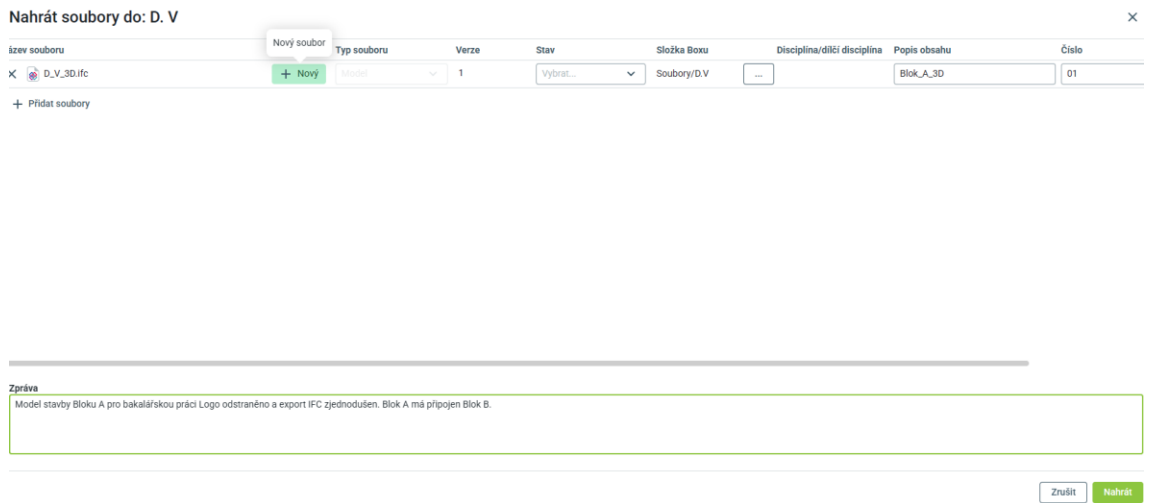 Nahrát soubory do: D. V
ázev souboru Nový soubor Typ souboru Verze Stav Složka Boxu Disciplína/dílčí disciplína Popis obsahu Číslo
D_V_3D.ifc + Nový Model 1 Vybrat... Soubory/D.V ... Blok_A_3D 01
+ Přidat soubory
Zpráva
Model stavby Bloku A pro bakalářskou práci Logo odstraněno a export IFC zjednodušen. Blok A má připojen Blok B.
Zrušit Nahrát